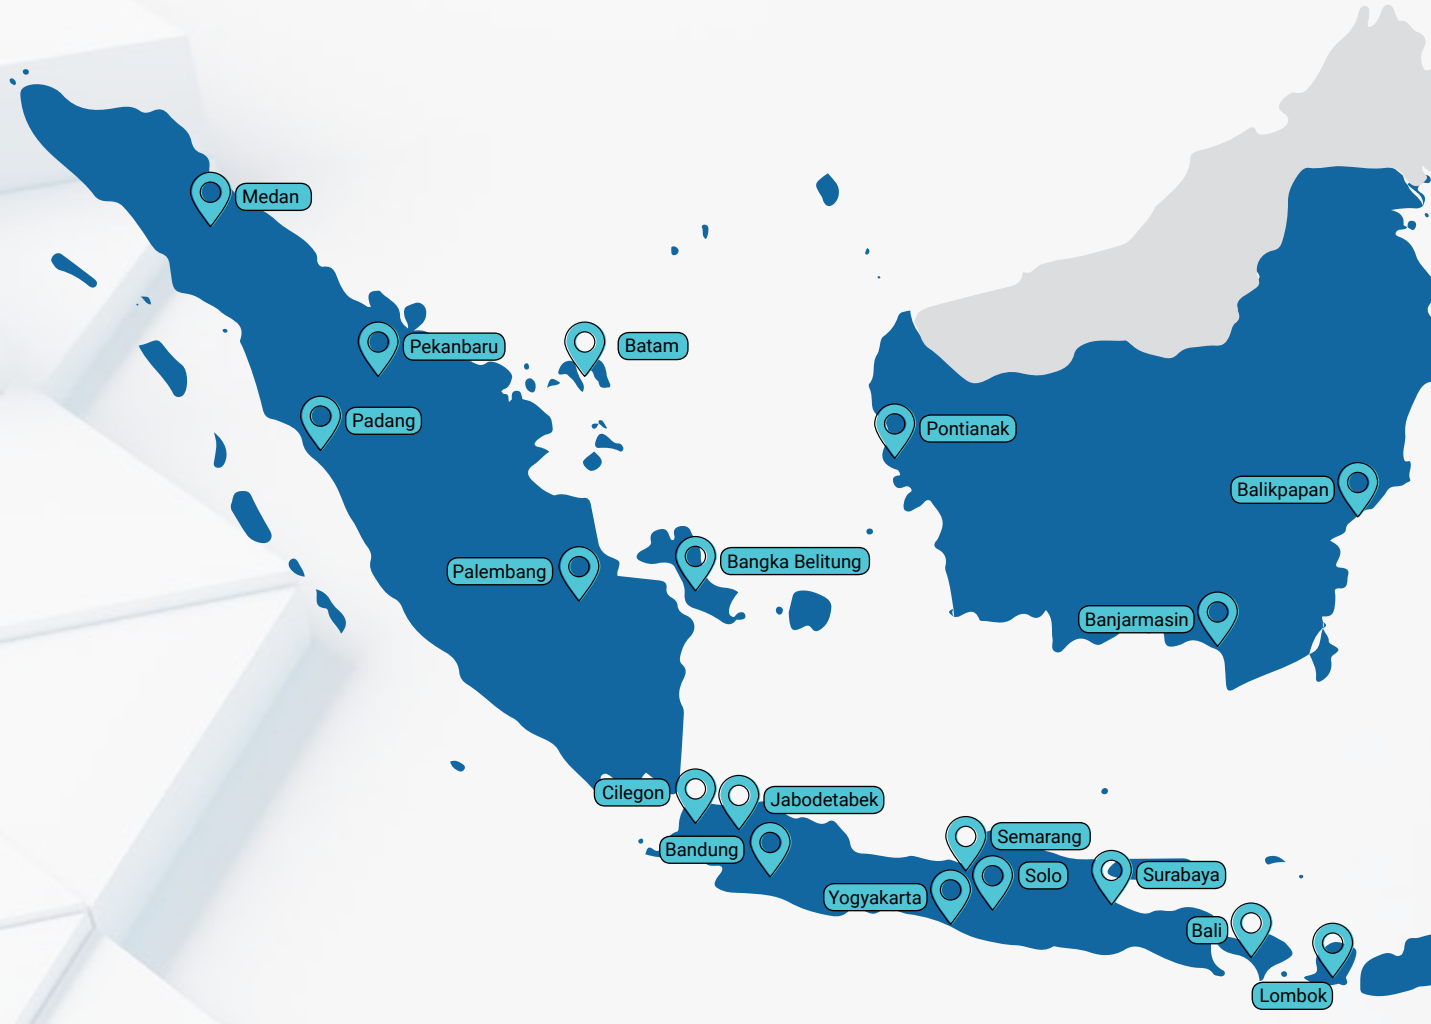 Medan
Pekanbaru
Batam
Padang
Pontianak
Balikpapan
Palembang
Bangka Belitung
Banjarmasin
Cilegon
Jabodetabek
Bandung
Semarang
Solo
Surabaya
Yogyakarta
Bali
Lombok